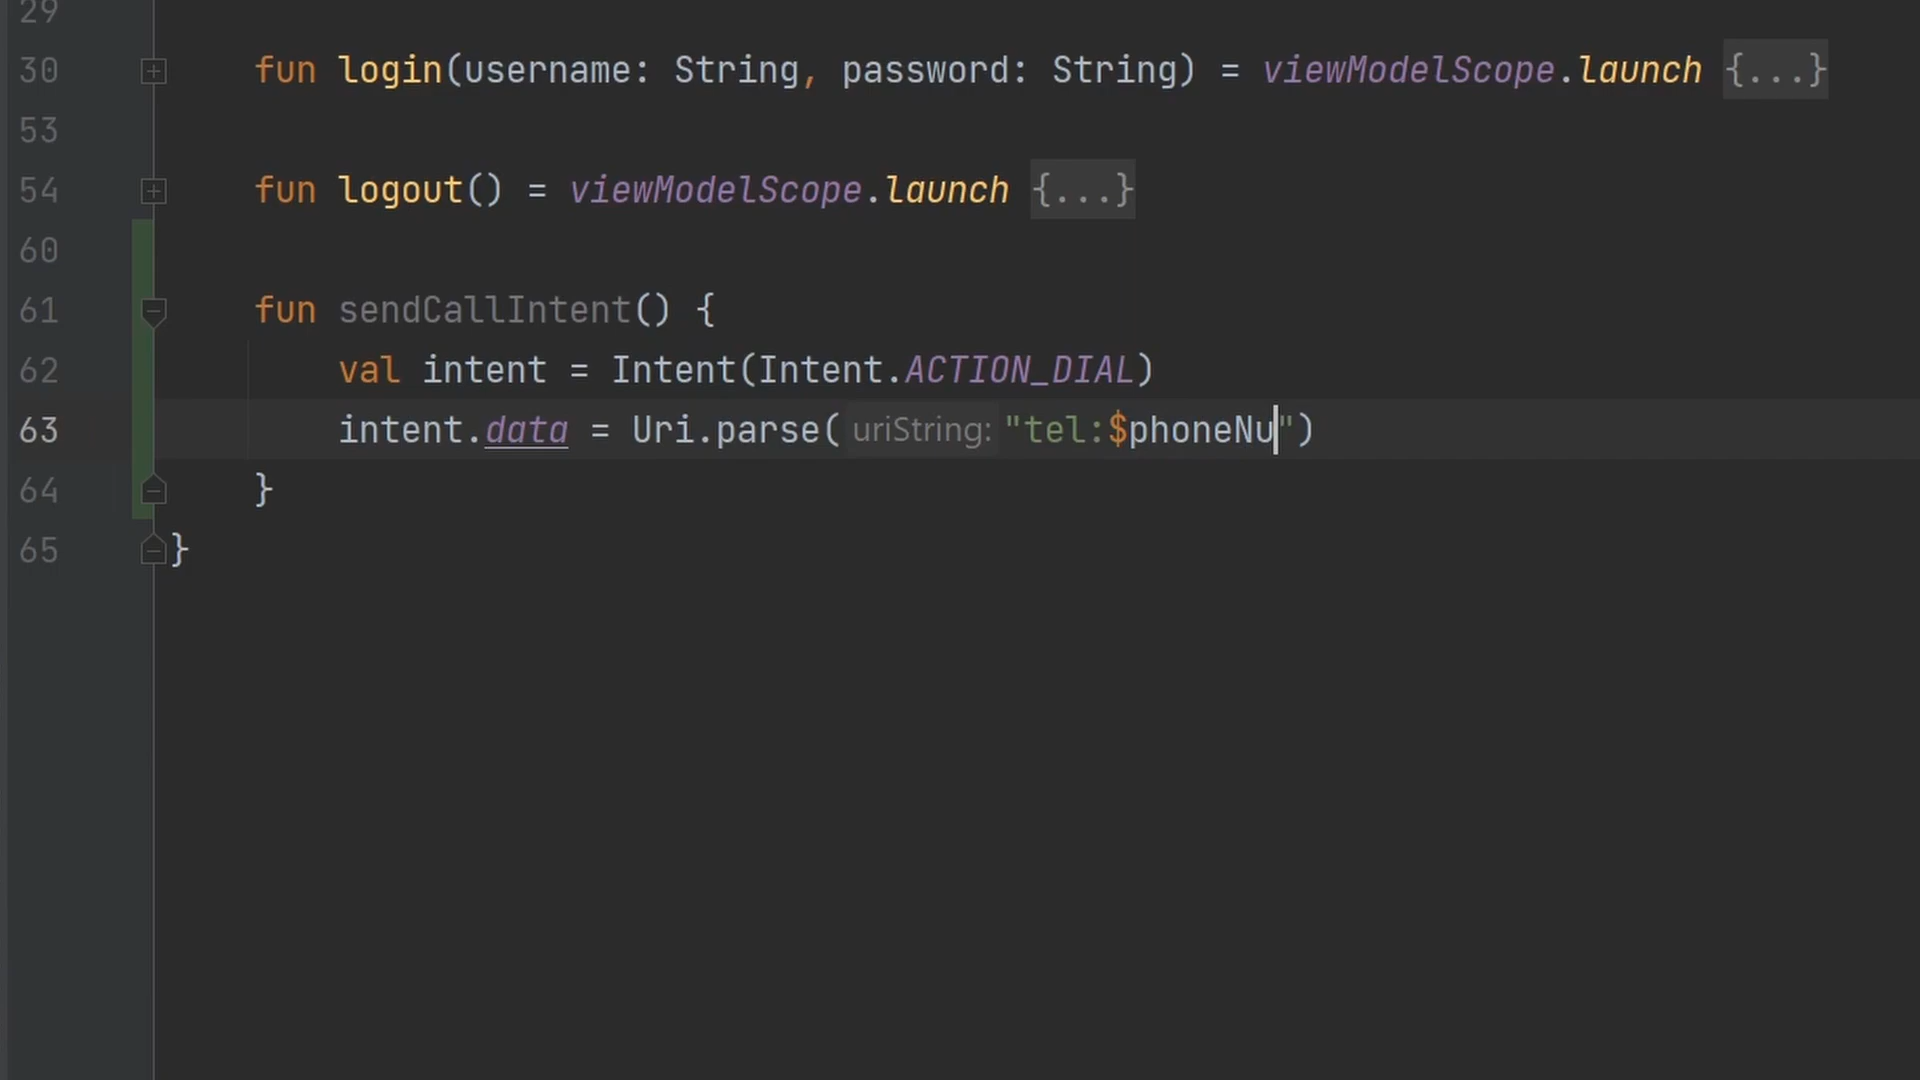 29
30 fun login(username: String, password: String) = viewModelScope.launch {...}
53
54 fun logout() = viewModelScope.launch {...}
60
61 fun sendCallIntent() {
62 val intent = Intent(Intent.ACTION_DIAL)
63 intent.data = Uri.parse( uriString: "tel:$phoneNu")
64 }
65 }